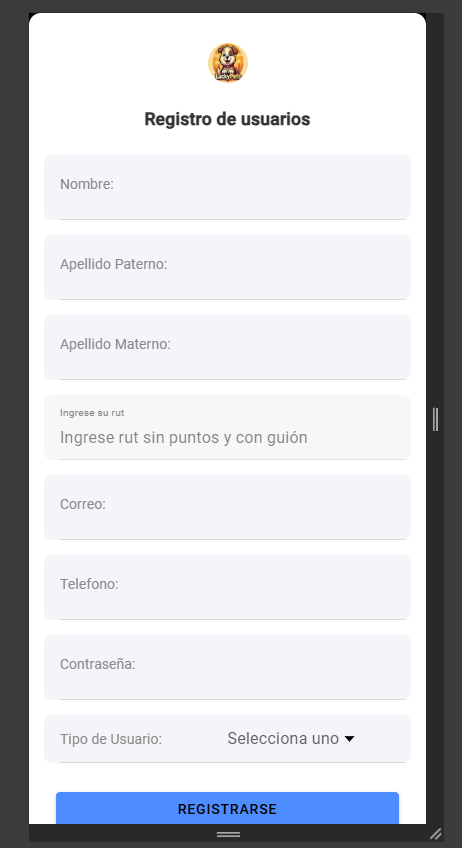 LuckyPets
Registro de usuarios
Nombre:
Apellido Paterno:
Apellido Materno:
Ingrese su rut
Ingrese rut sin puntos y con guión
Correo:
Telefono:
Contraseña:
Tipo de Usuario: Selecciona uno
REGISTRARSE